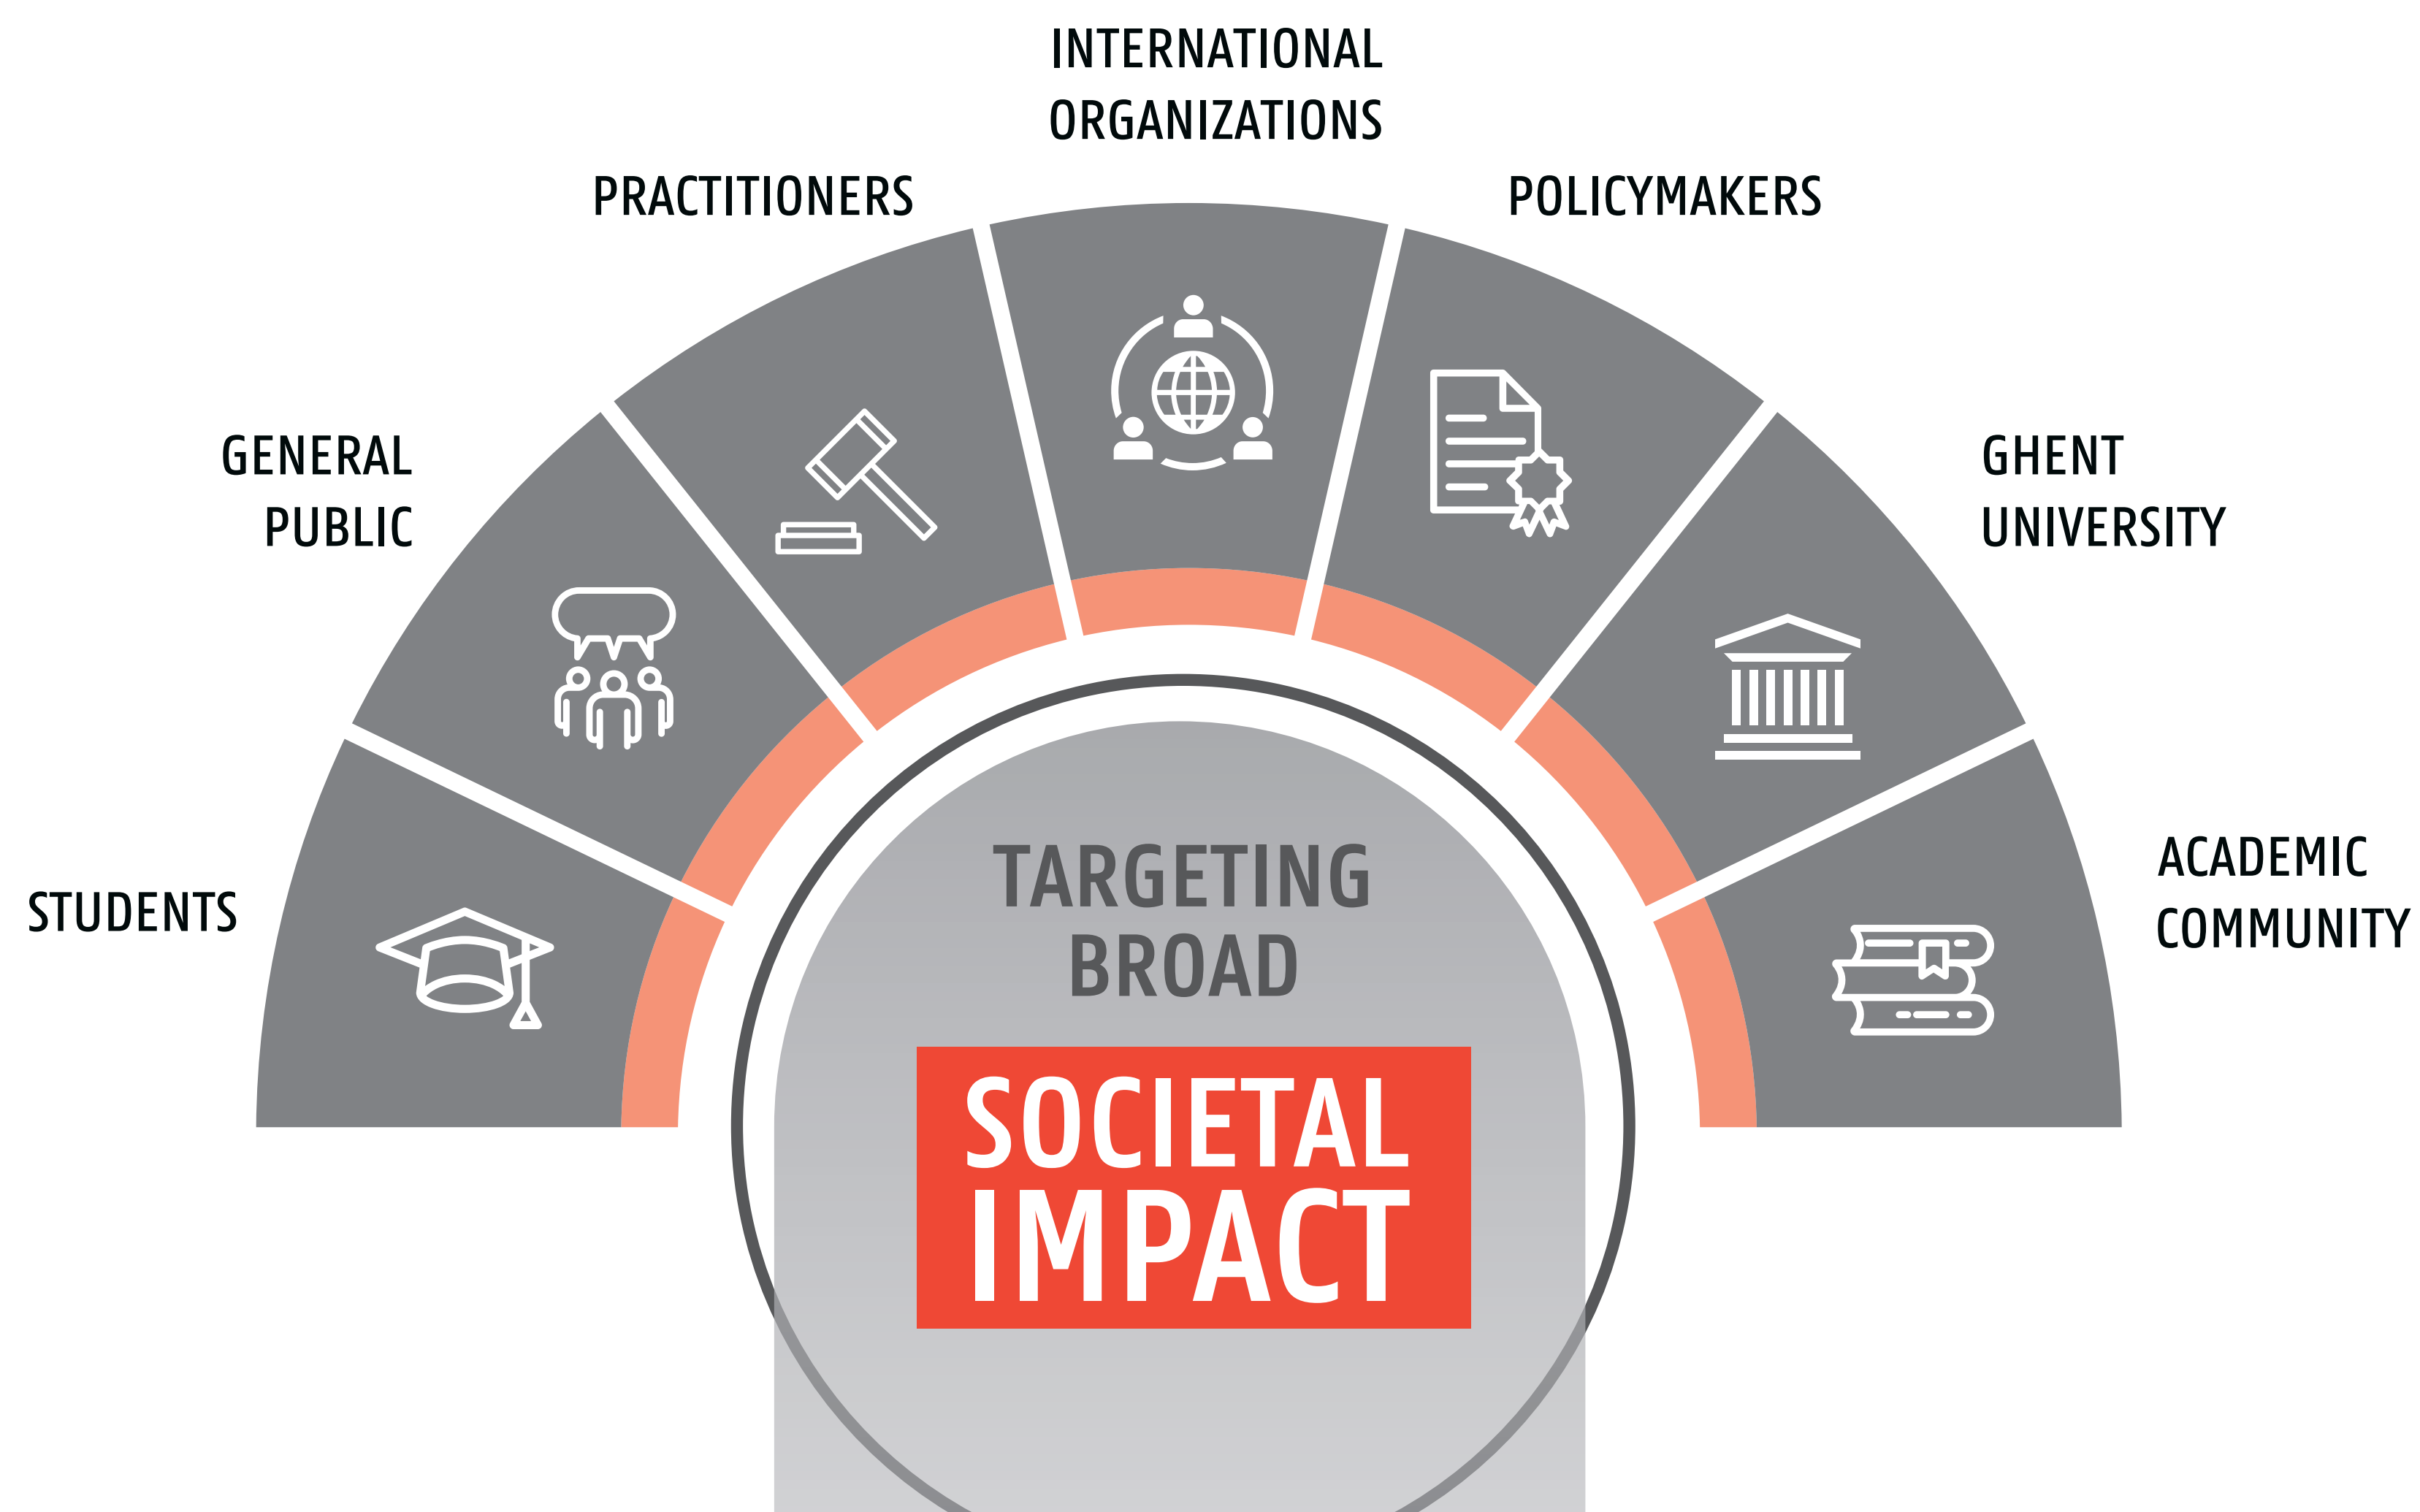 INTERNATIONAL
ORGANIZATIONS
PRACTITIONERS
POLICYMAKERS
GENERAL
PUBLIC
GHENT
UNIVERSITY
STUDENTS
ACADEMIC
COMMUNITY
TARGETING
BROAD
SOCIETAL
IMPACT